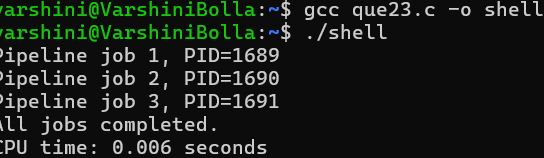 varshini@VarshiniBolla:~$ gcc que23.c -o shell
varshini@VarshiniBolla:~$ ./shell
Pipeline job 1, PID=1689
Pipeline job 2, PID=1690
Pipeline job 3, PID=1691
All jobs completed.
CPU time: 0.006 seconds